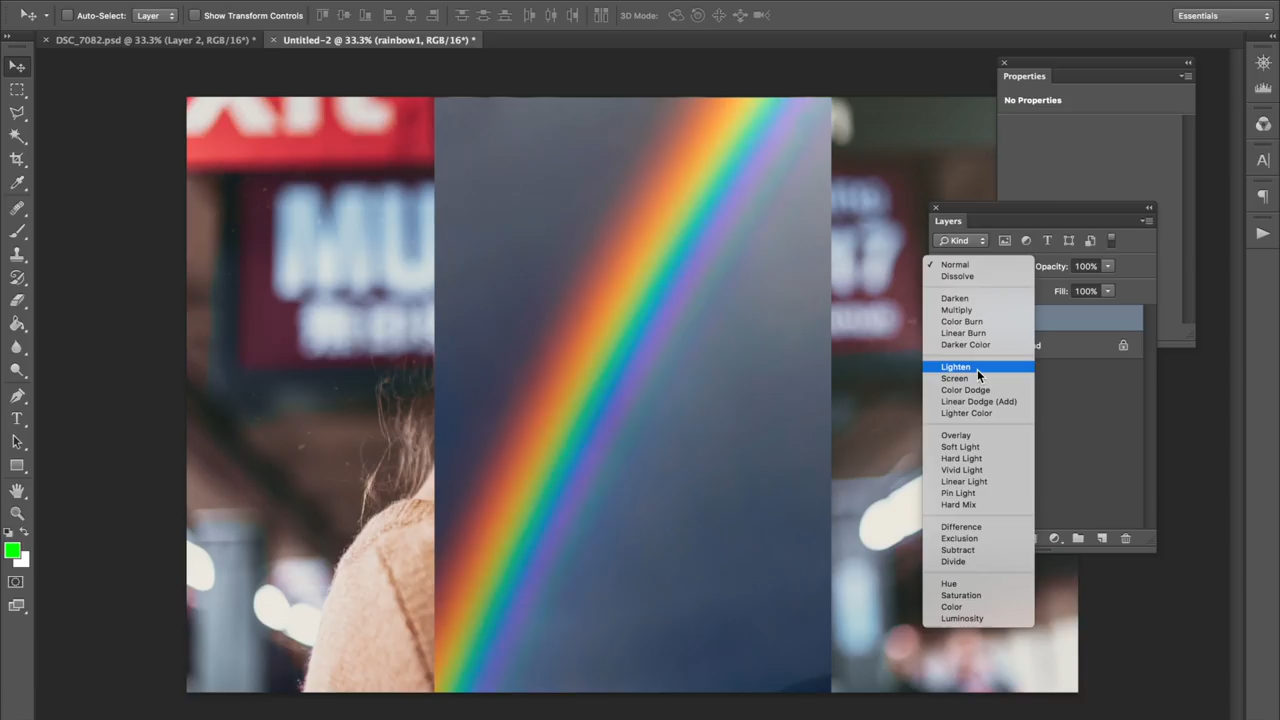 Auto-Select: Layer Show Transform Controls 3D Mode: Essentials
× DSC_7082.psd @ 33.3% (Layer 2, RGB/16*) * × Untitled-2 @ 33.3% (rainbow1, RGB/16*) *
Properties
No Properties
Layers
Kind
Normal
Opacity: 100%
Dissolve
Fill: 100%
Darken
Multiply
Color Burn
Linear Burn
Darker Color
Lighten
Screen
Color Dodge
Linear Dodge (Add)
Lighter Color
Overlay
Soft Light
Hard Light
Vivid Light
Linear Light
Pin Light
Hard Mix
Difference
Exclusion
Subtract
Divide
Hue
Saturation
Color
Luminosity